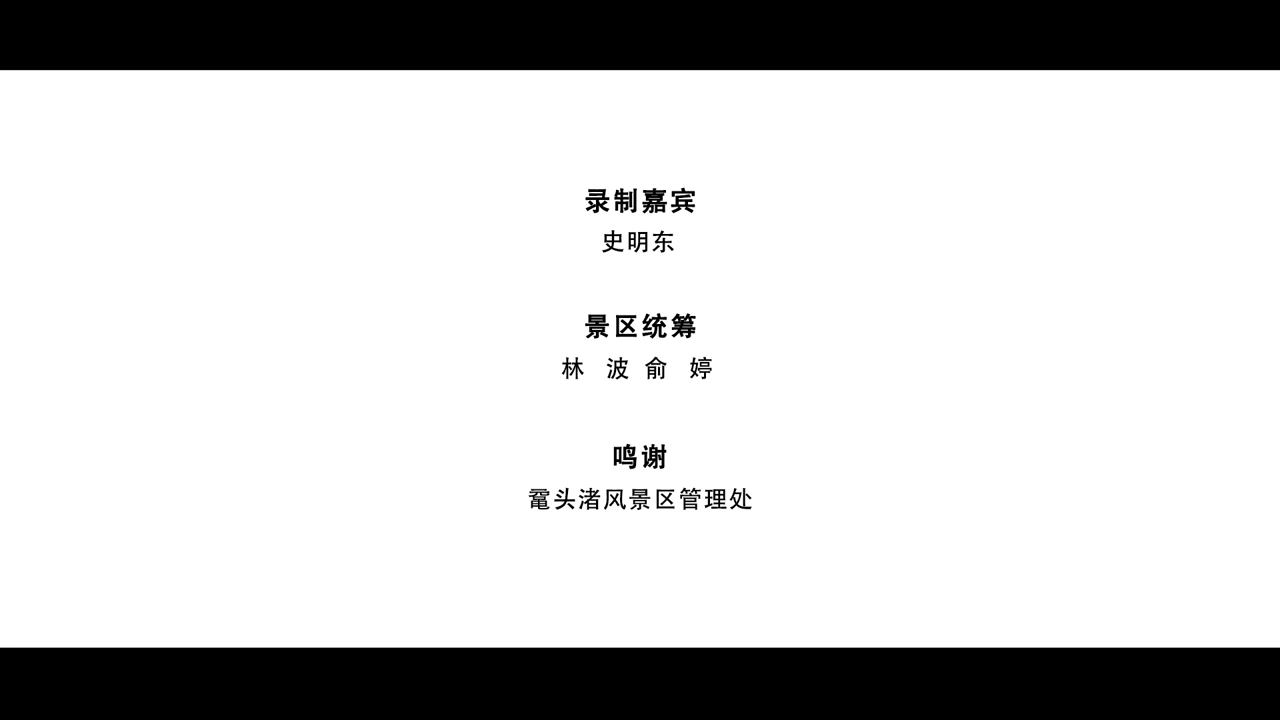 录制嘉宾
史明东
景区统筹
林 波 俞 婷
鸣谢
鼋头渚风景区管理处